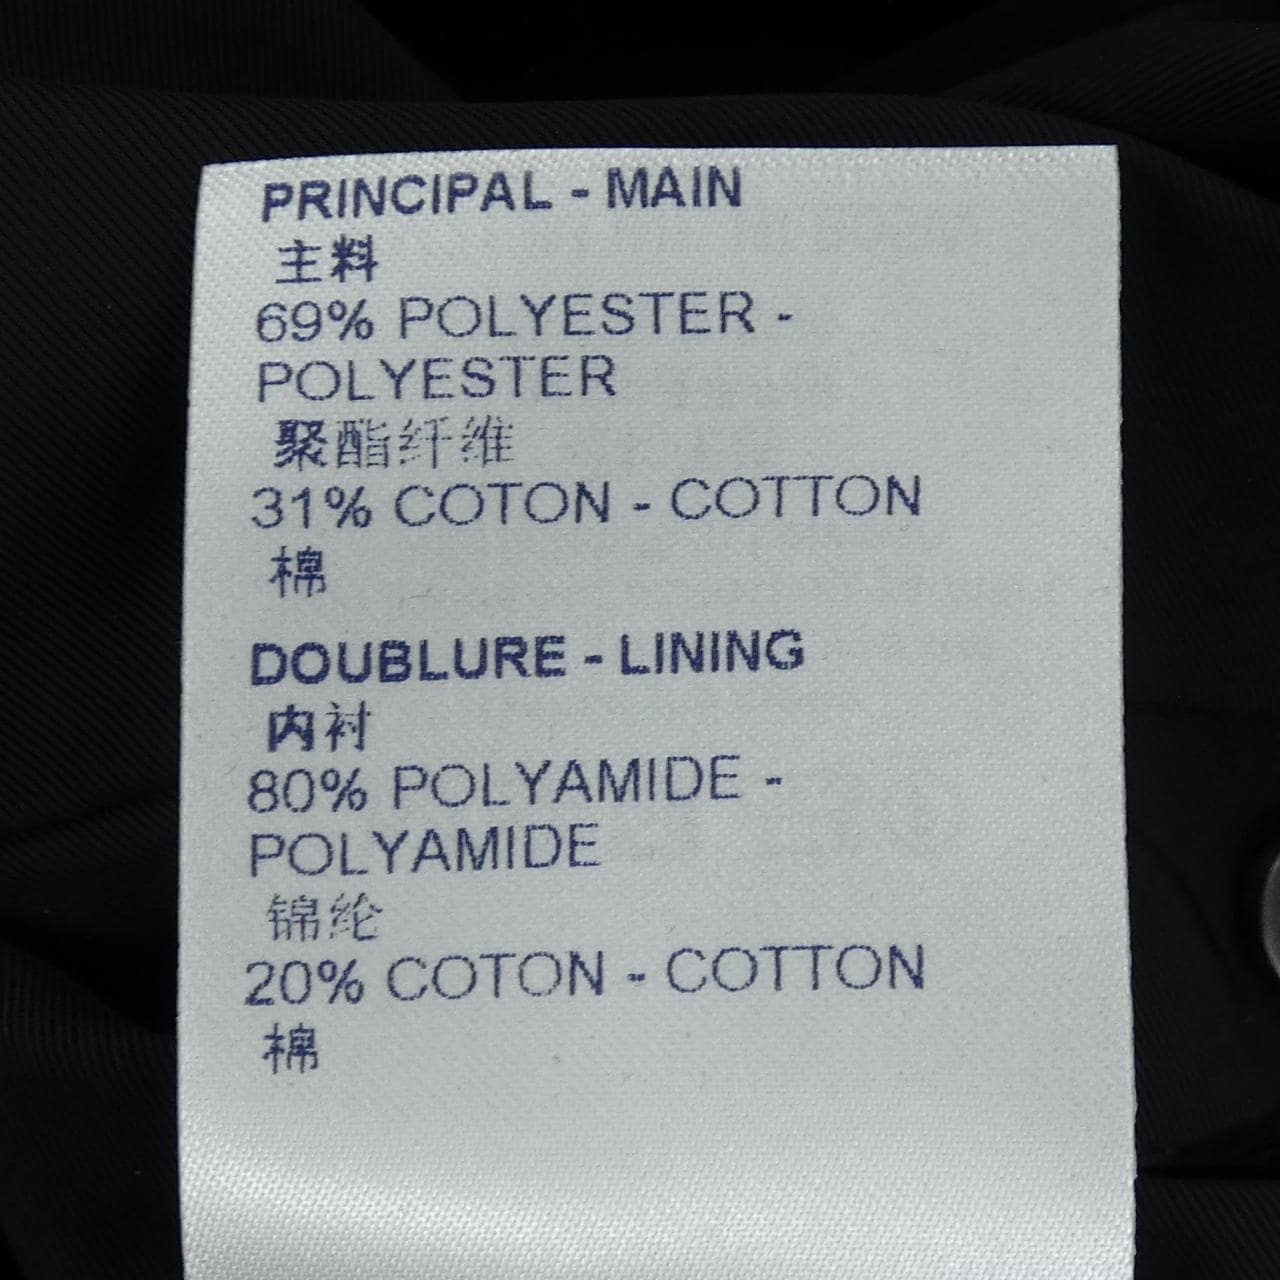 PRINCIPAL - MAIN
主料
69% POLYESTER -
POLYESTER
聚酯纤维
31% COTON - COTTON
棉
DOUBLURE - LINING
内衬
80% POLYAMIDE -
POLYAMIDE
锦纶
20% COTON - COTTON
棉